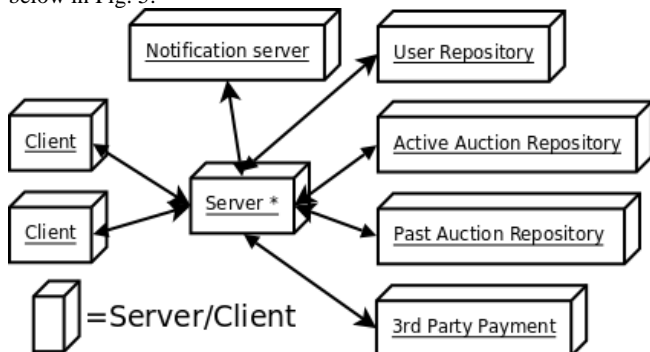 below in Fig. 3.
Notification server
User Repository
Client
Active Auction Repository
Server *
Client
Past Auction Repository
=Server/Client
3rd Party Payment